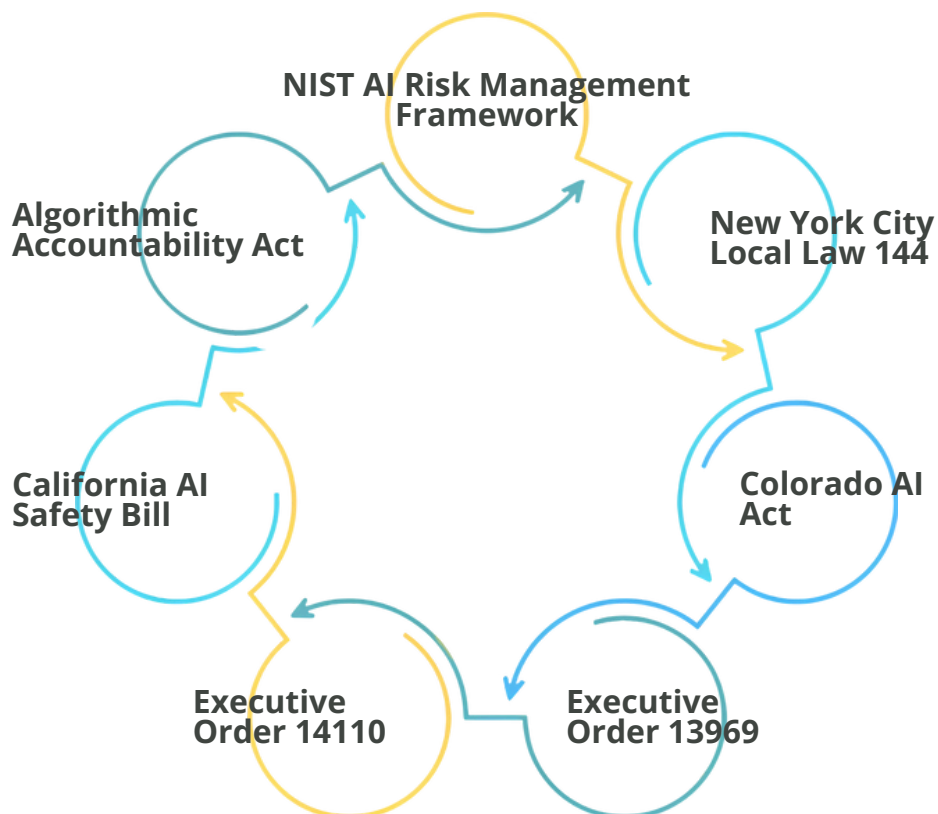 NIST AI Risk Management
Framework
New York City
Local Law 144
Colorado AI
Act
Executive
Order 13969
Executive
Order 14110
California AI
Safety Bill
Algorithmic
Accountability Act